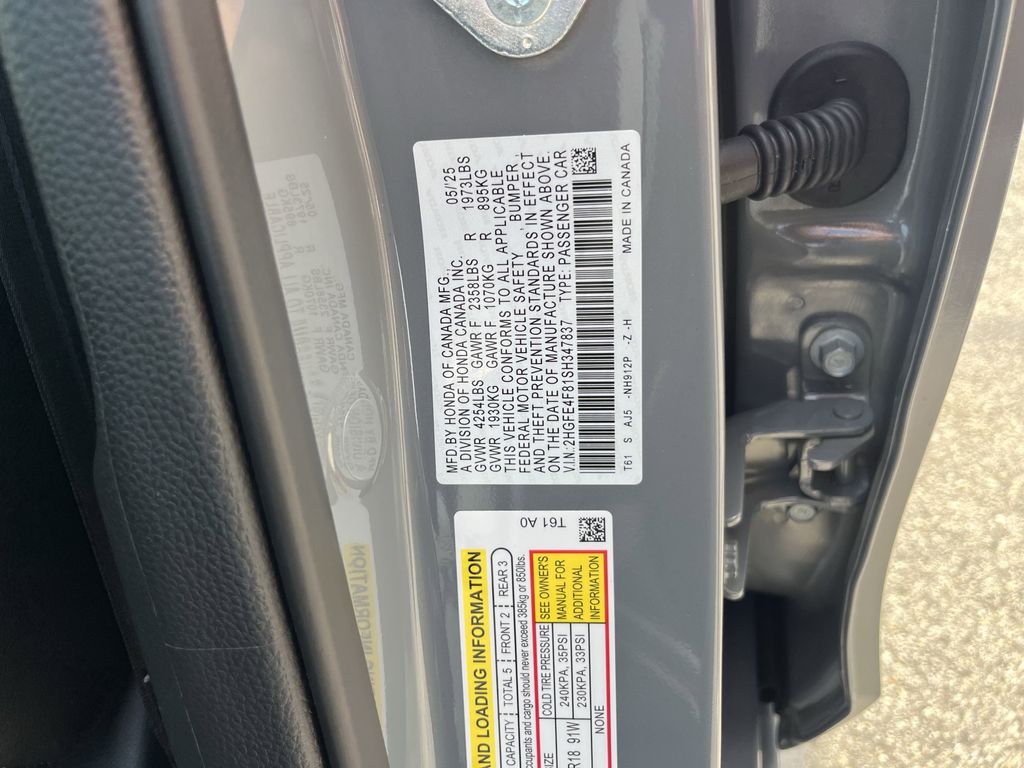 MFD.BY HONDA OF CANADA MFG.,
A DIVISION OF HONDA CANADA INC. 05/'25
GVWR 4254LBS GAWR F 2358LBS R 1973LBS
GVWR 1930KG GAWR F 1070KG R 895KG
THIS VEHICLE CONFORMS TO ALL APPLICABLE
FEDERAL MOTOR VEHICLE SAFETY , BUMPER ,
AND THEFT PREVENTION STANDARDS , IN EFFECT
ON THE DATE OF MANUFACTURE SHOWN ABOVE.
V.I.N.: 2HGFE4F81SH347837 TYPE: PASSENGER CAR
T61 S AJ5 -NH912P -Z -H MADE IN CANADA
T61 A0
AND LOADING INFORMATION
CAPACITY TOTAL 5 FRONT 2 REAR 3
cupants and cargo should never exceed 385kg or 850lbs.
SIZE COLD TIRE PRESSURE
R18 91W 240KPA, 35PSI
230KPA, 33PSI
NONE
SEE OWNER'S
MANUAL FOR
ADDITIONAL
INFORMATION